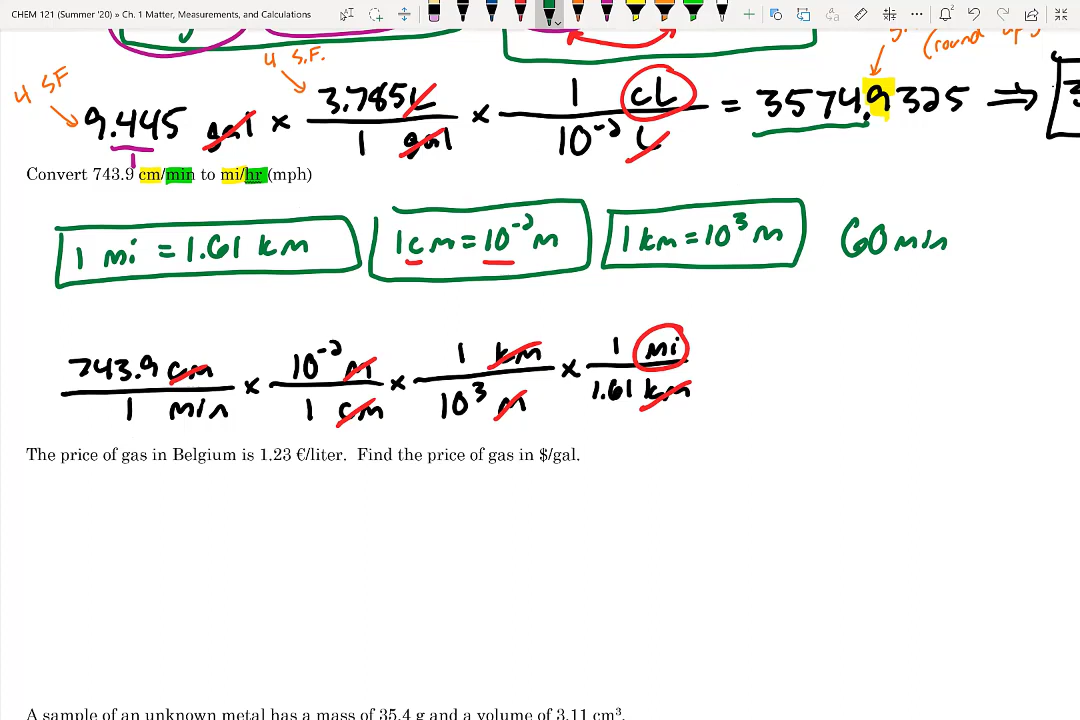 CHEM 121 (Summer '20) » Ch. 1 Matter, Measurements, and Calculations
(round up)
4 S.F.
4 SF
9.445 gal × 3.785 L / 1 gal × 1 cL / 10⁻² L = 3574.9325 ⇒
Convert 743.9 cm/min to mi/hr (mph)
1 mi = 1.61 km 1 cm = 10⁻² m 1 km = 10³ m 60 min
743.9 cm / 1 min × 10⁻² m / 1 cm × 1 km / 10³ m × 1 mi / 1.61 km
The price of gas in Belgium is 1.23 €/liter. Find the price of gas in $/gal.
A sample of an unknown metal has a mass of 35.4 g and a volume of 3.11 cm³.